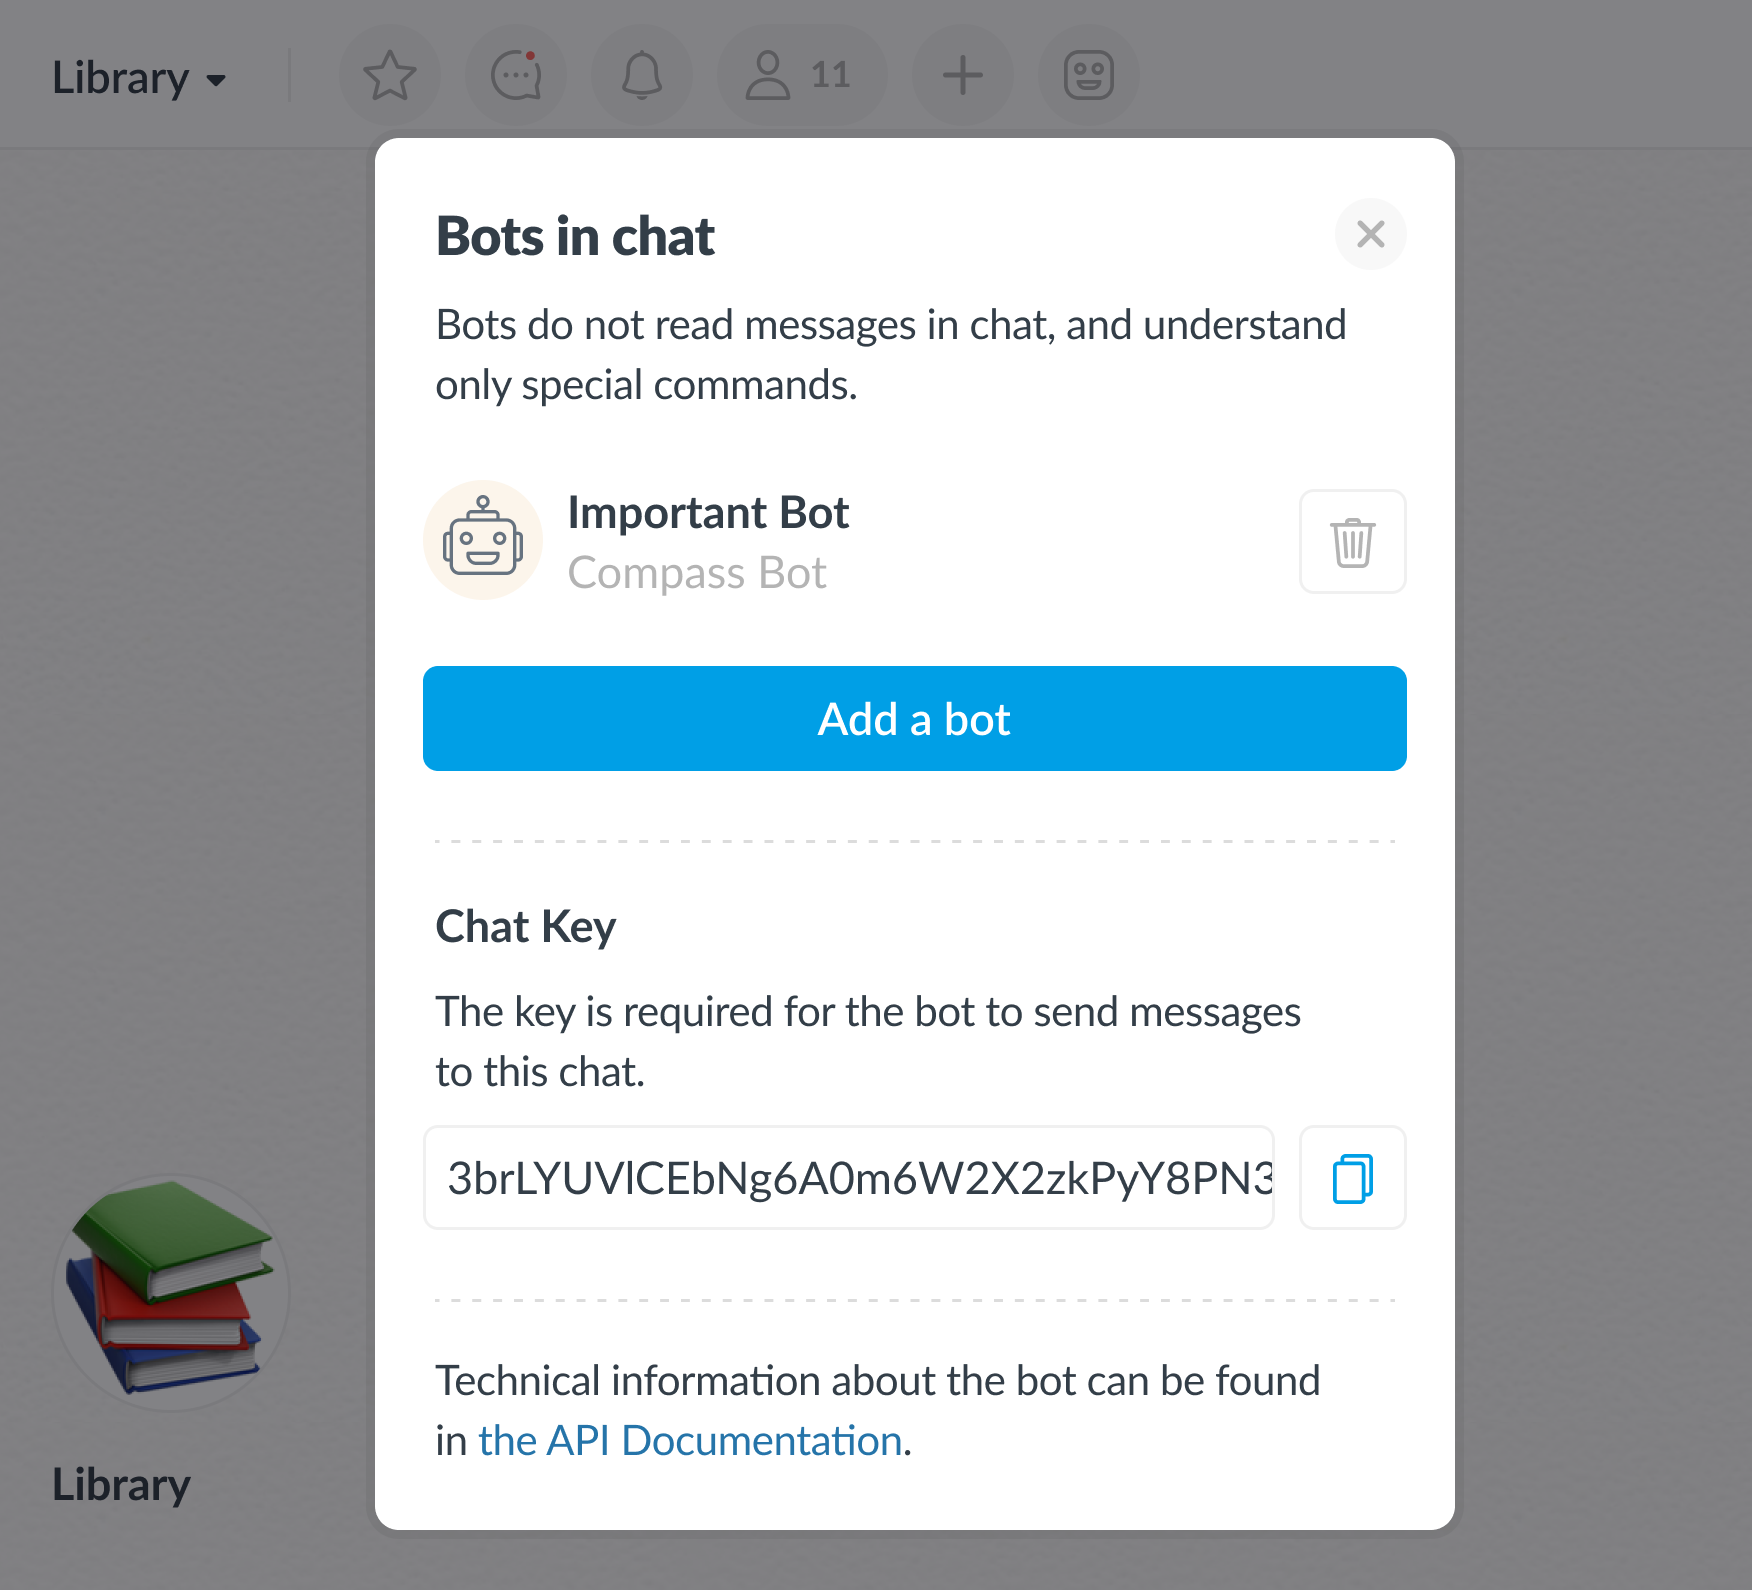 Library
11
Bots in chat
Bots do not read messages in chat, and understand
only special commands.
Important Bot
Compass Bot
Add a bot
Chat Key
The key is required for the bot to send messages
to this chat.
3brLYUVlCEbNg6A0m6W2X2zkPyY8PN3
Technical information about the bot can be found
in the API Documentation.
Library